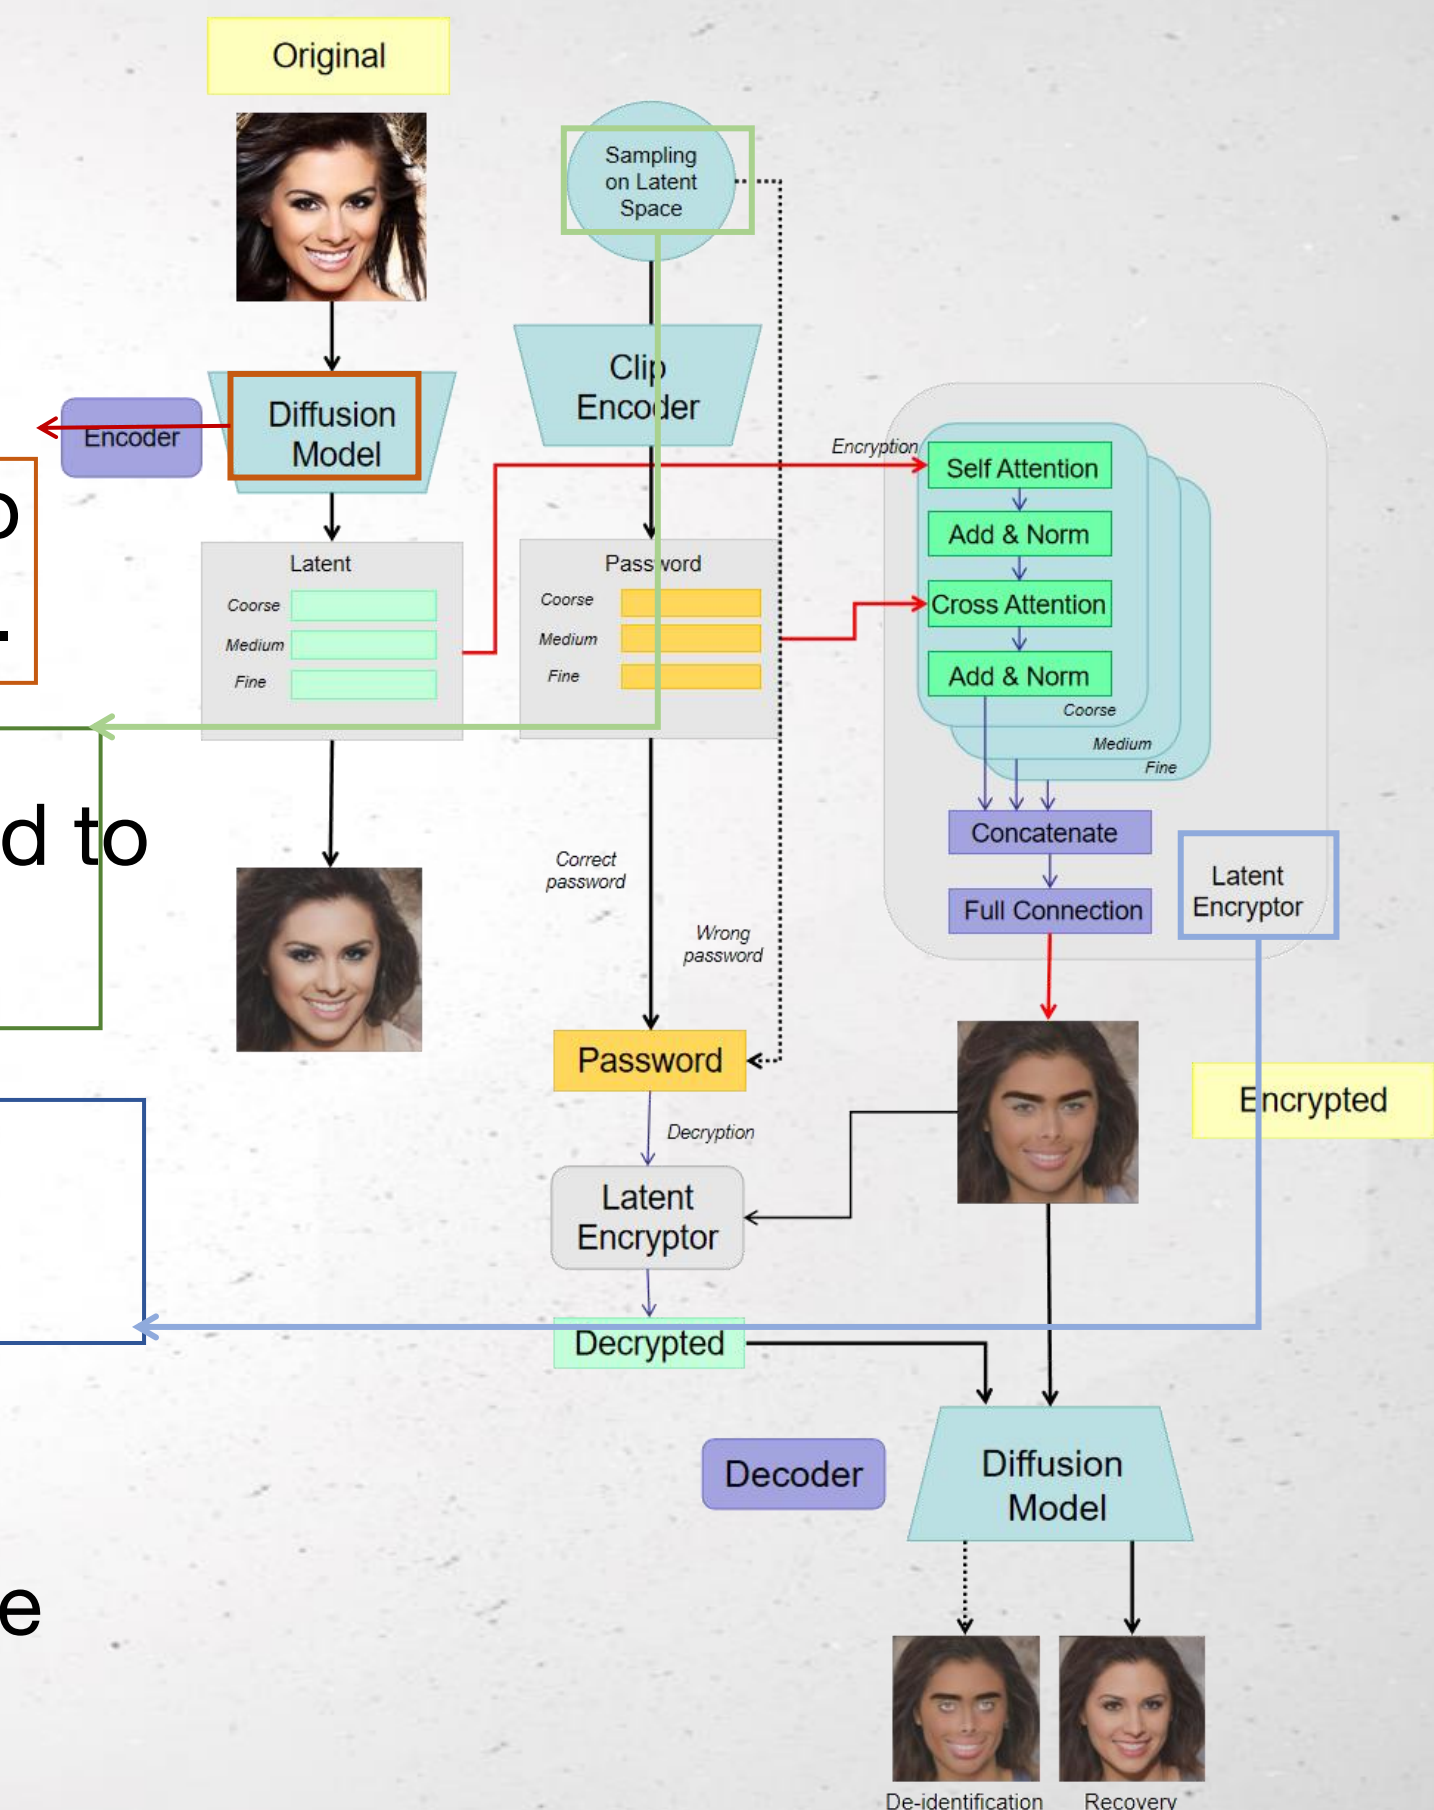 Original
Sampling
on Latent
Space
Diffusion
Model
Encoder
Clip
Encoder
Encryption
Self Attention
Add & Norm
Cross Attention
Add & Norm
Coorse
Medium
Fine
Latent
Coorse
Medium
Fine
Password
Coorse
Medium
Fine
.
d to
Concatenate
Full Connection
Latent
Encryptor
Correct
password
Wrong
password
Password
Encrypted
Decryption
Latent
Encryptor
Decrypted
Decoder
Diffusion
Model
e
De-identification
Recovery